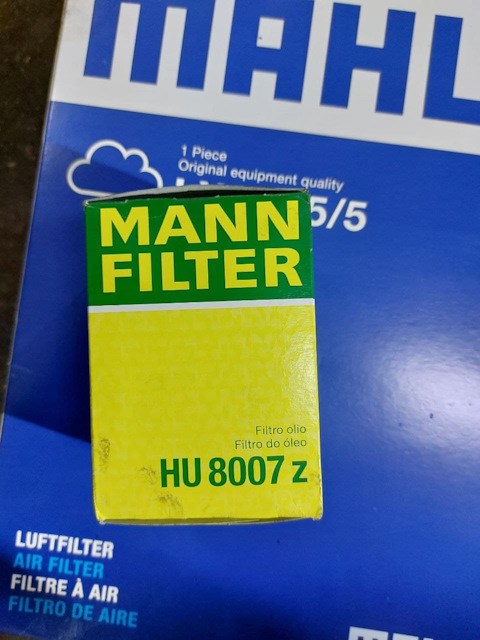 MAHL
1 Piece
Original equipment quality
5/5
MANN
FILTER
Filtro olio
Filtro do óleo
HU 8007 z
LUFTFILTER
AIR FILTER
FILTRE À AIR
FILTRO DE AIRE